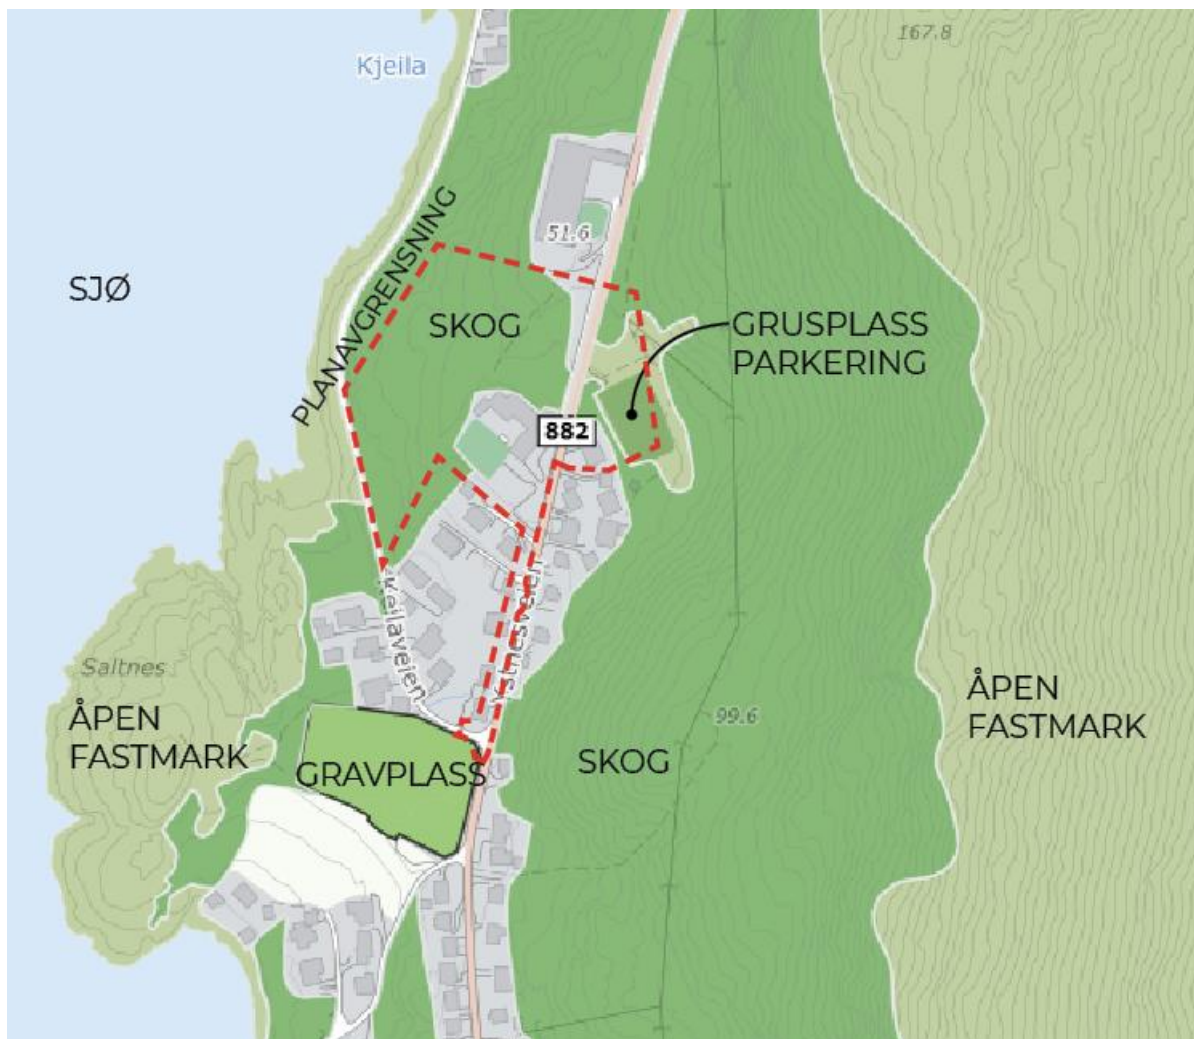 167.8
Kjeila
PLANAVGRENSNING
51.6
SJØ
SKOG
GRUSPLASS
PARKERING
882
Keilaveien
stnesveien
Saltnes
ÅPEN
FASTMARK
ÅPEN
FASTMARK
99.6
GRAVPLASS
SKOG